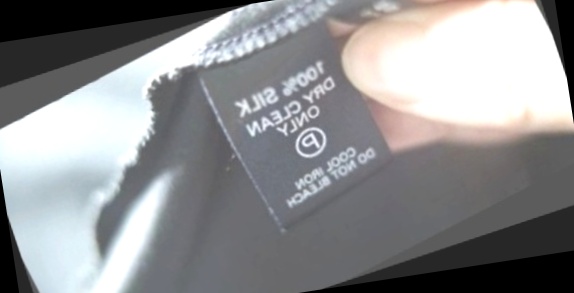 100% SILK
DRY CLEAN
ONLY
P
COOL IRON
DO NOT BLEACH